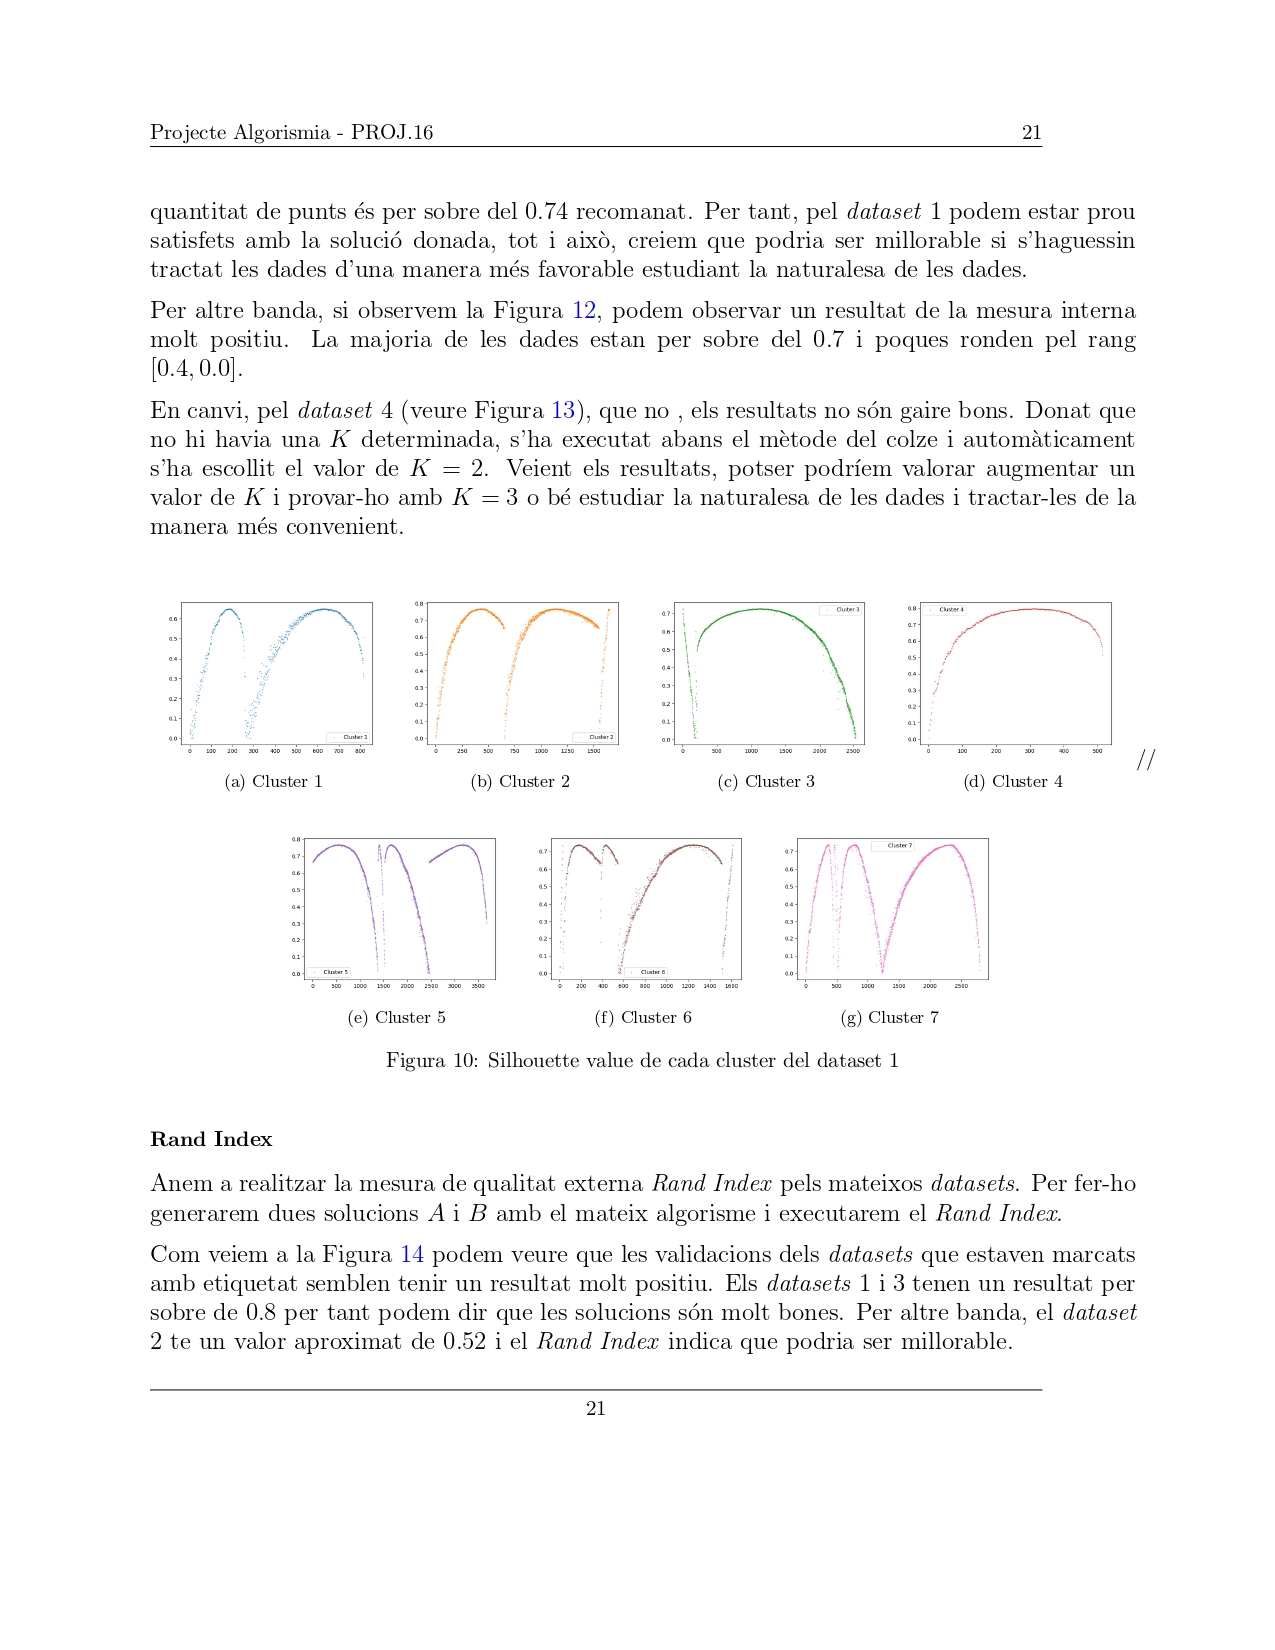 Projecte Algorismia - PROJ.16 21
quantitat de punts és per sobre del 0.74 recomanat. Per tant, pel dataset 1 podem estar prou
satisfets amb la solució donada, tot i això, creiem que podria ser millorable si s'haguessin
tractat les dades d'una manera més favorable estudiant la naturalesa de les dades.
Per altre banda, si observem la Figura 12, podem observar un resultat de la mesura interna
molt positiu. La majoria de les dades estan per sobre del 0.7 i poques ronden pel rang
[0.4, 0.0].
En canvi, pel dataset 4 (veure Figura 13), que no , els resultats no són gaire bons. Donat que
no hi havia una K determinada, s'ha executat abans el mètode del colze i automàticament
s'ha escollit el valor de K = 2. Veient els resultats, potser podríem valorar augmentar un
valor de K i provar-ho amb K = 3 o bé estudiar la naturalesa de les dades i tractar-les de la
manera més convenient.
0.6
0.5
0.4
0.3
0.2
0.1
0.0
0 100 200 300 400 500 600 700 800
Cluster 1
0.8
0.7
0.6
0.5
0.4
0.3
0.2
0.1
0.0
0 250 500 750 1000 1250 1500
Cluster 2
0.7
0.6
0.5
0.4
0.3
0.2
0.1
0.0
0 500 1000 1500 2000 2500
Cluster 3
0.8
0.7
0.6
0.5
0.4
0.3
0.2
0.1
0.0
0 100 200 300 400 500
Cluster 4
//
(a) Cluster 1 (b) Cluster 2 (c) Cluster 3 (d) Cluster 4
0.8
0.7
0.6
0.5
0.4
0.3
0.2
0.1
0.0
0 500 1000 1500 2000 2500 3000 3500
Cluster 5
0.7
0.6
0.5
0.4
0.3
0.2
0.1
0.0
0 200 400 600 800 1000 1200 1400 1600
Cluster 6
0.7
0.6
0.5
0.4
0.3
0.2
0.1
0.0
0 500 1000 1500 2000 2500
Cluster 7
(e) Cluster 5 (f) Cluster 6 (g) Cluster 7
Figura 10: Silhouette value de cada cluster del dataset 1
Rand Index
Anem a realitzar la mesura de qualitat externa Rand Index pels mateixos datasets. Per fer-ho
generarem dues solucions A i B amb el mateix algorisme i executarem el Rand Index.
Com veiem a la Figura 14 podem veure que les validacions dels datasets que estaven marcats
amb etiquetat semblen tenir un resultat molt positiu. Els datasets 1 i 3 tenen un resultat per
sobre de 0.8 per tant podem dir que les solucions són molt bones. Per altre banda, el dataset
2 te un valor aproximat de 0.52 i el Rand Index indica que podria ser millorable.
21